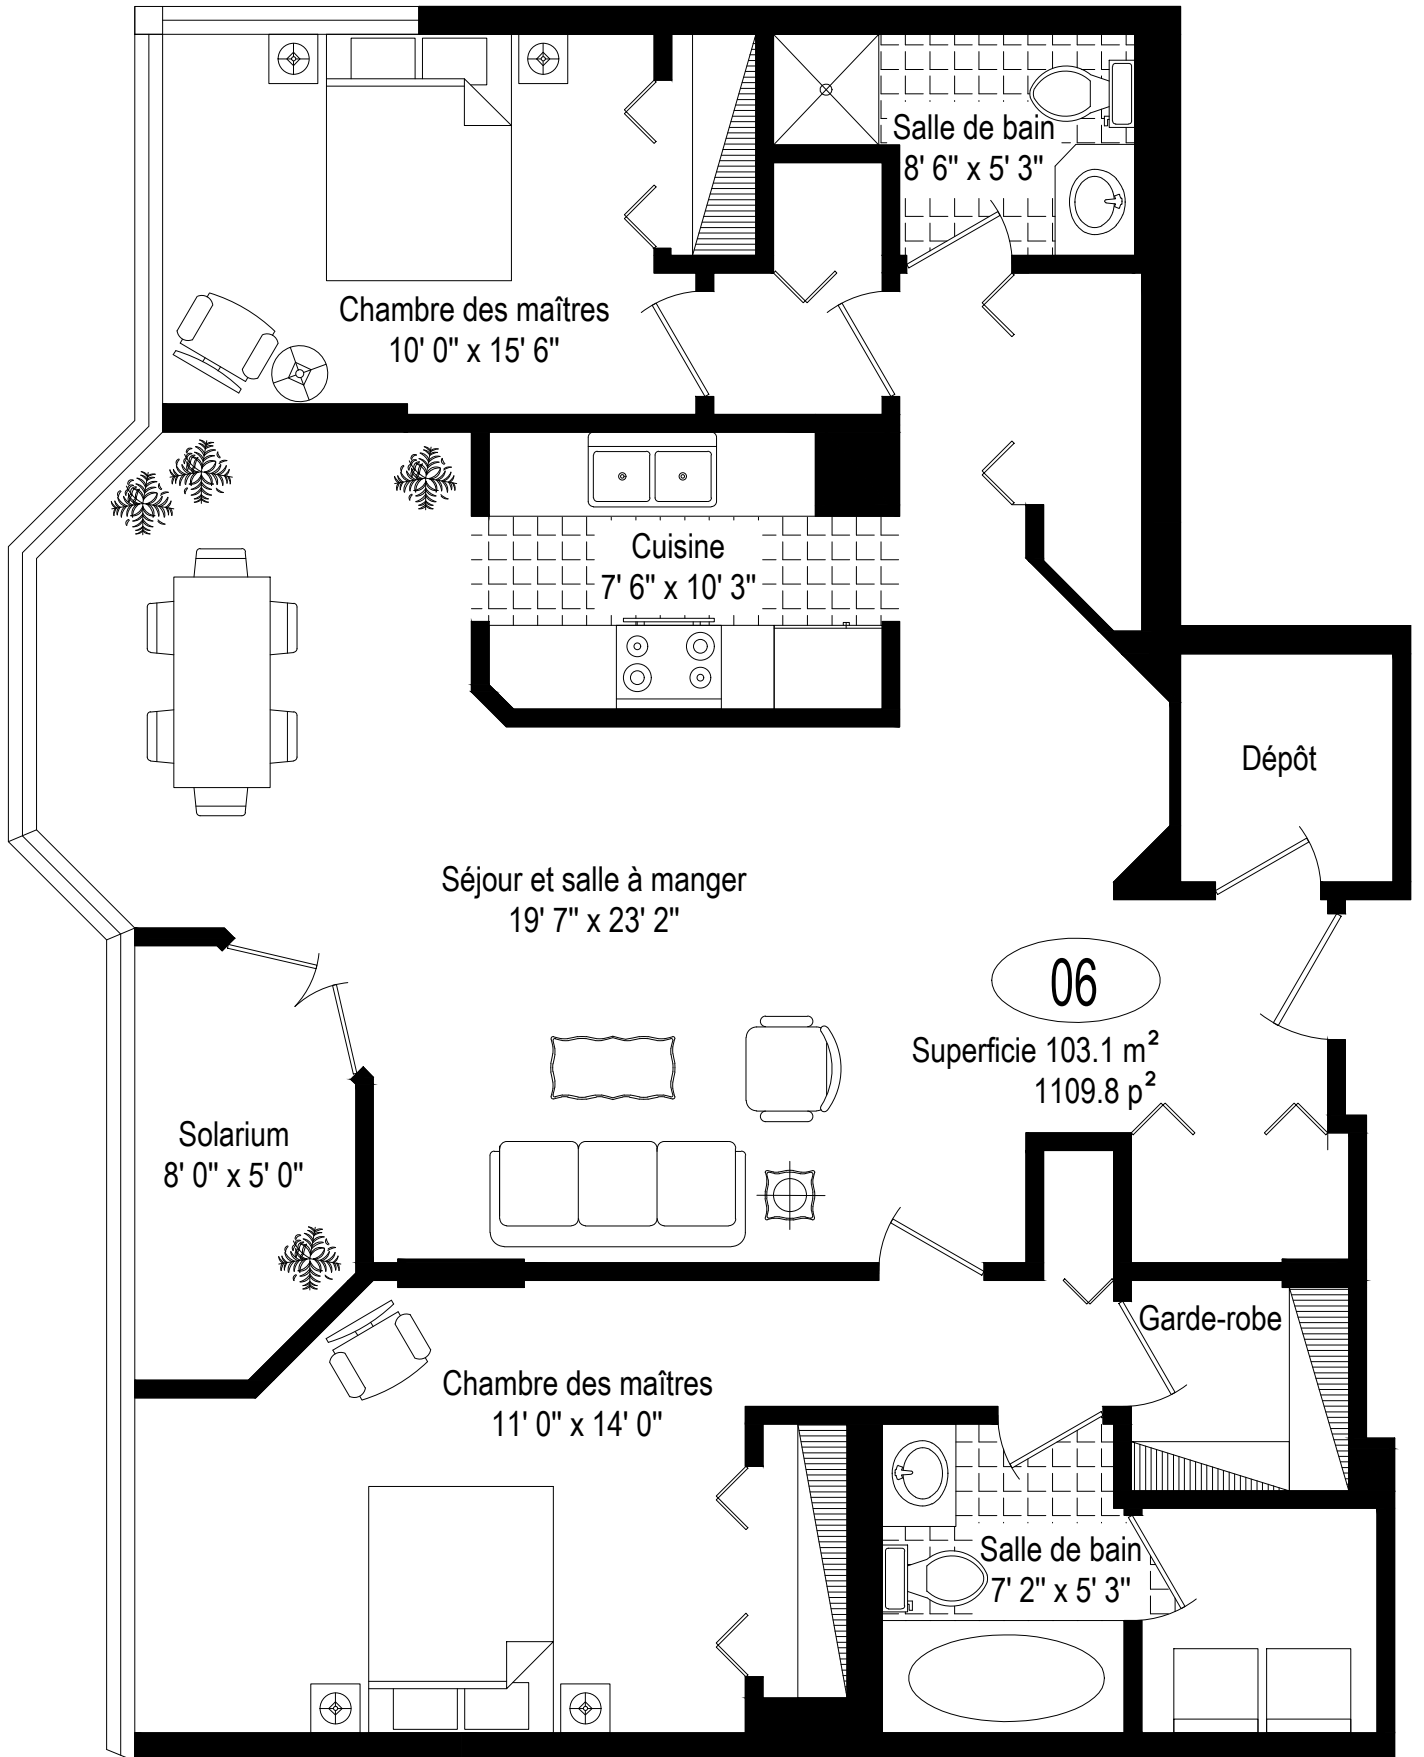 Salle de bain
8' 6" x 5' 3"
Chambre des maîtres
10' 0" x 15' 6"
Cuisine
7' 6" x 10' 3"
Dépôt
Séjour et salle à manger
19' 7" x 23' 2"
06
Superficie 103.1 m²
1109.8 p²
Solarium
8' 0" x 5' 0"
Garde-robe
Chambre des maîtres
11' 0" x 14' 0"
Salle de bain
7' 2" x 5' 3"